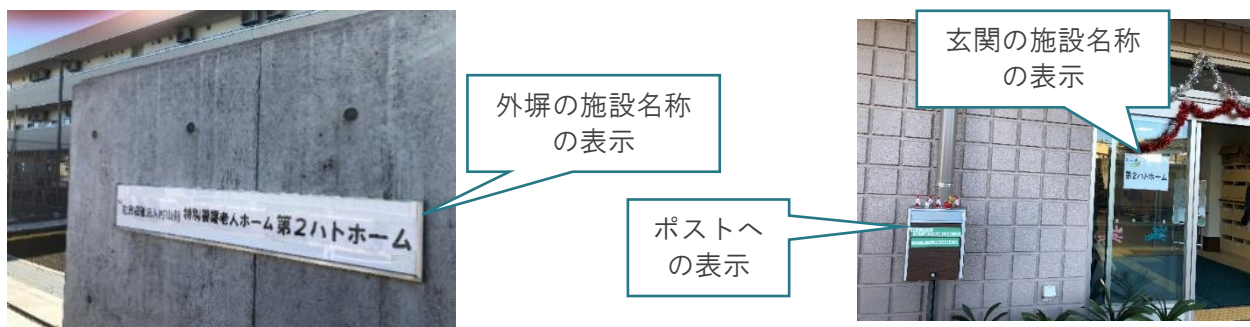 外塀の施設名称
の表示
特別養護老人ホーム 第2ハトホーム
玄関の施設名称
の表示
第2ハトホーム
ポストへ
の表示